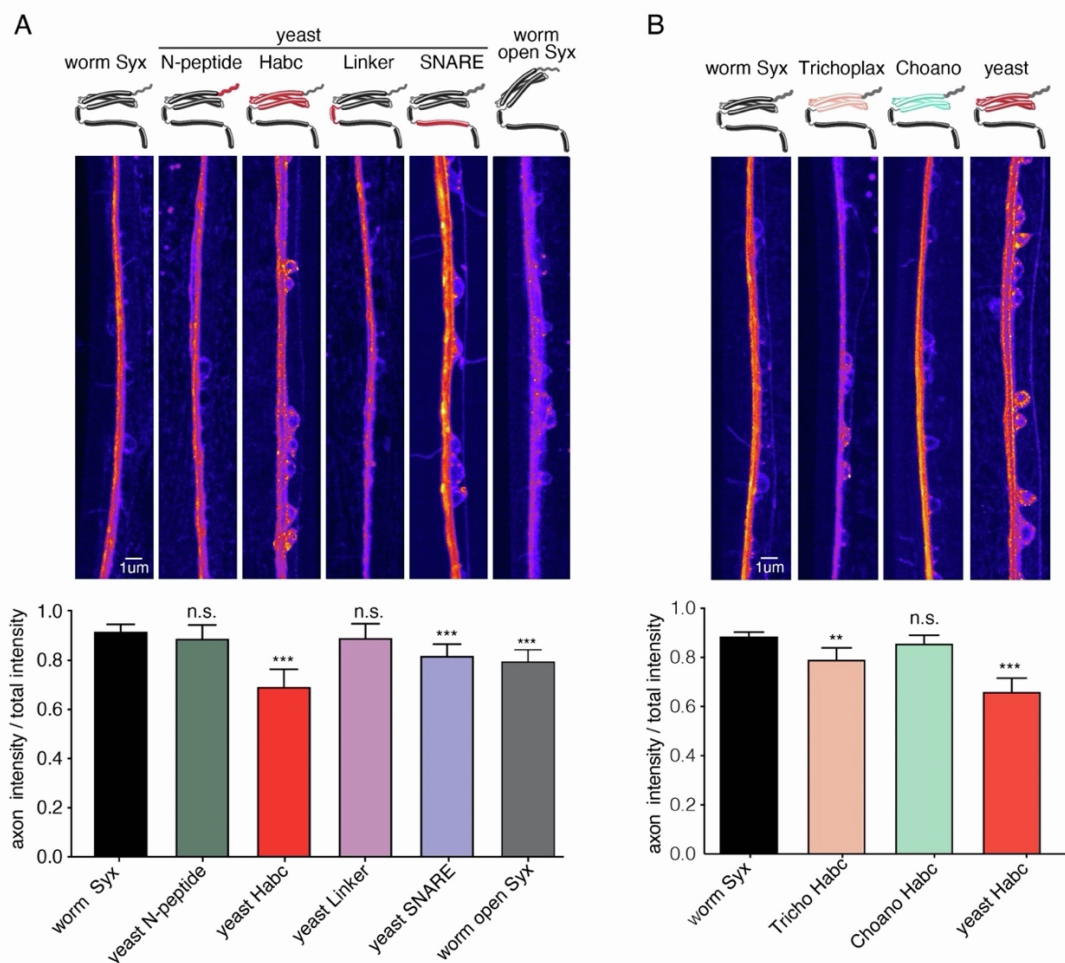 A
yeast
worm
open Syx
worm Syx
N-peptide
Habc
Linker
SNARE
1um
axon intensity / total intensity
1.0
0.8
0.6
0.4
0.2
0.0
n.s.
***
n.s.
***
***
worm Syx
yeast N-peptide
yeast Habc
yeast Linker
yeast SNARE
worm open Syx
B
worm Syx
Trichoplax
Choano
yeast
1um
axon intensity / total intensity
1.0
0.8
0.6
0.4
0.2
0.0
**
n.s.
***
worm Syx
Tricho Habc
Choano Habc
yeast Habc